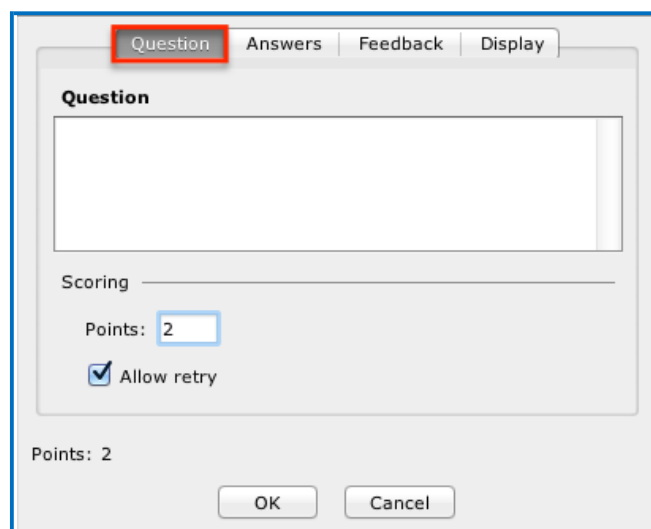 Question Answers Feedback Display
Question
Scoring
Points: 2
Allow retry
Points: 2
OK Cancel